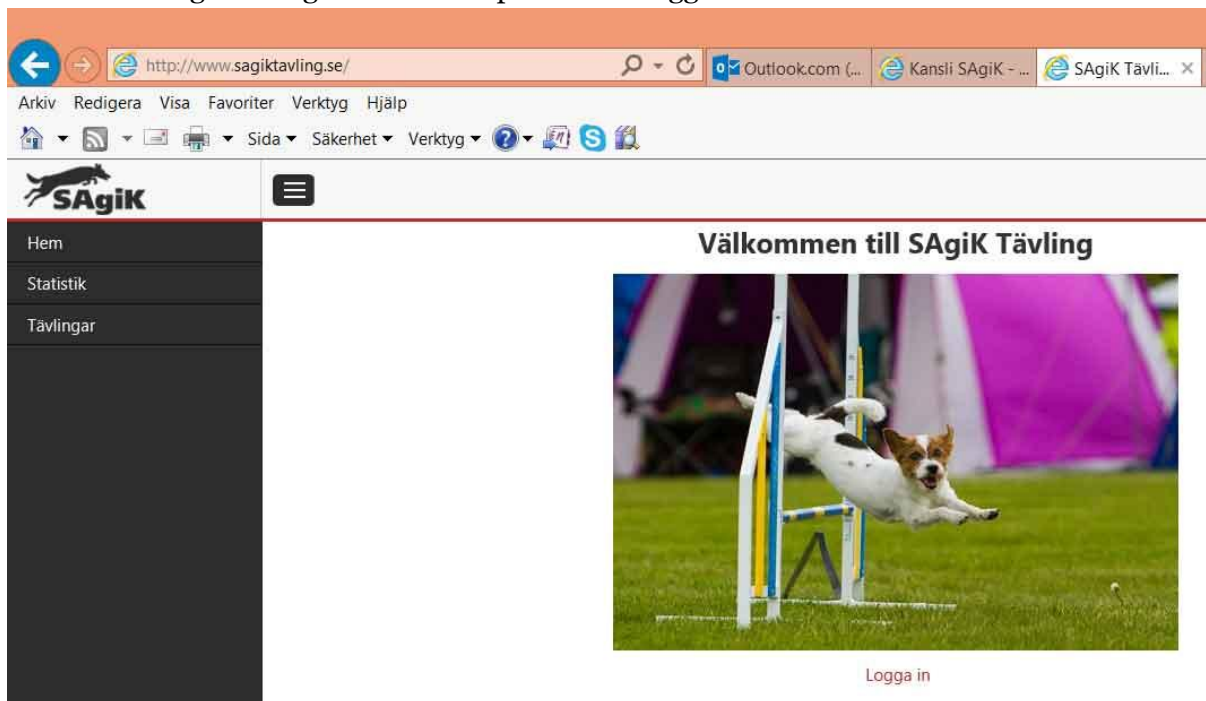 http://www.sagiktavling.se/
Outlook.com (...
Kansli SAgiK - ...
SAgiK Tävli...
Arkiv Redigera Visa Favoriter Verktyg Hjälp
Sida Säkerhet Verktyg
SAgiK
Hem
Statistik
Tävlingar
Välkommen till SAgiK Tävling
Logga in